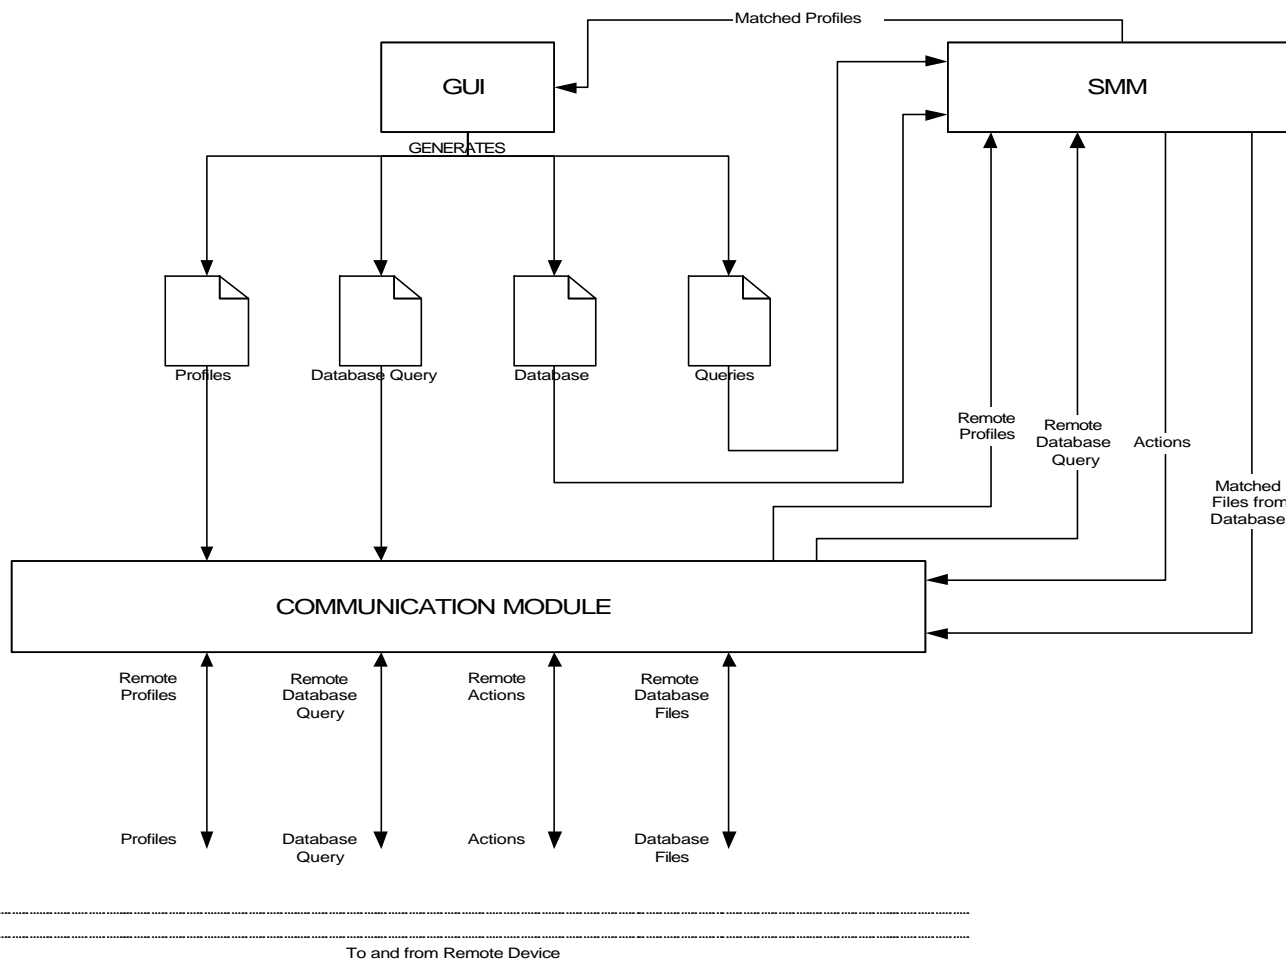 Matched Profiles
GUI
SMM
GENERATES
Profiles
Database Query
Database
Queries
Remote
Profiles
Remote
Database
Query
Actions
Matched
Files from
Database
COMMUNICATION MODULE
Remote
Profiles
Remote
Database
Query
Remote
Actions
Remote
Database
Files
Profiles
Database
Query
Actions
Database
Files
To and from Remote Device